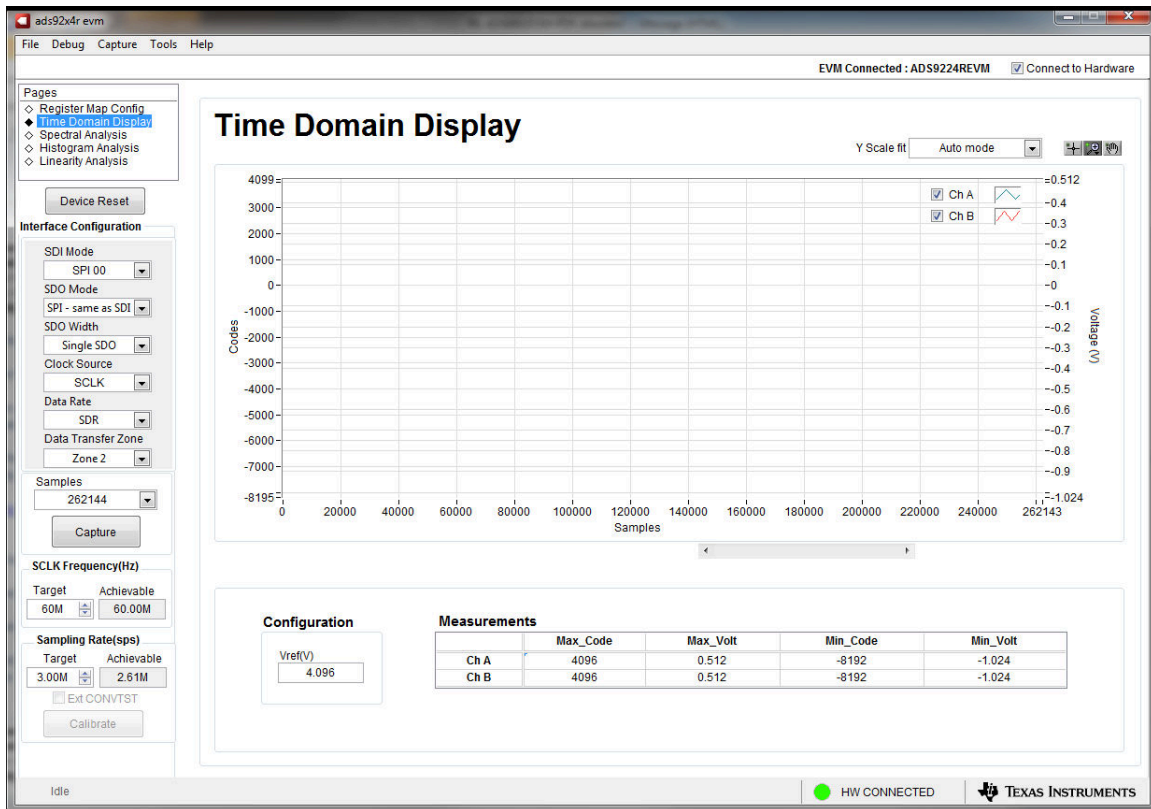 ads92x4r evm
File Debug Capture Tools Help
EVM Connected : ADS9224REVM Connect to Hardware
Pages
Register Map Config
Time Domain Display
Spectral Analysis
Histogram Analysis
Linearity Analysis
Device Reset
Interface Configuration
SDI Mode
SPI 00
SDO Mode
SPI - same as SDI
SDO Width
Single SDO
Clock Source
SCLK
Data Rate
SDR
Data Transfer Zone
Zone 2
Samples
262144
Capture
SCLK Frequency(Hz)
Target Achievable
60M 60.00M
Sampling Rate(sps)
Target Achievable
3.00M 2.61M
Ext CONVTST
Calibrate
Time Domain Display
Y Scale fit Auto mode
Ch A
Ch B
Codes
4099
3000
2000
1000
0
-1000
-2000
-3000
-4000
-5000
-6000
-7000
-8195
0.512
-0.4
-0.3
-0.2
-0.1
-0
--0.1
--0.2
--0.3
--0.4
--0.5
--0.6
--0.7
--0.8
--0.9
-1.024
Voltage (V)
0 20000 40000 60000 80000 100000 120000 140000 160000 180000 200000 220000 240000 262143
Samples
Configuration
Vref(V)
4.096
Measurements
Max_Code Max_Volt Min_Code Min_Volt
Ch A 4096 0.512 -8192 -1.024
Ch B 4096 0.512 -8192 -1.024
Idle HW CONNECTED TEXAS INSTRUMENTS